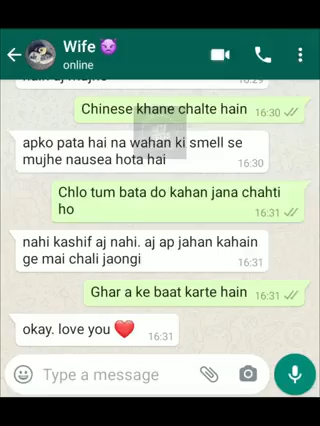 Wife 😈
online
16:29
Chinese khane chalte hain 16:30
apko pata hai na wahan ki smell se
mujhe nausea hota hai 16:30
Chlo tum bata do kahan jana chahti
ho 16:31
nahi kashif aj nahi. aj ap jahan kahain
ge mai chali jaongi 16:31
Ghar a ke baat karte hain 16:31
okay. love you ❤️ 16:31
Type a message